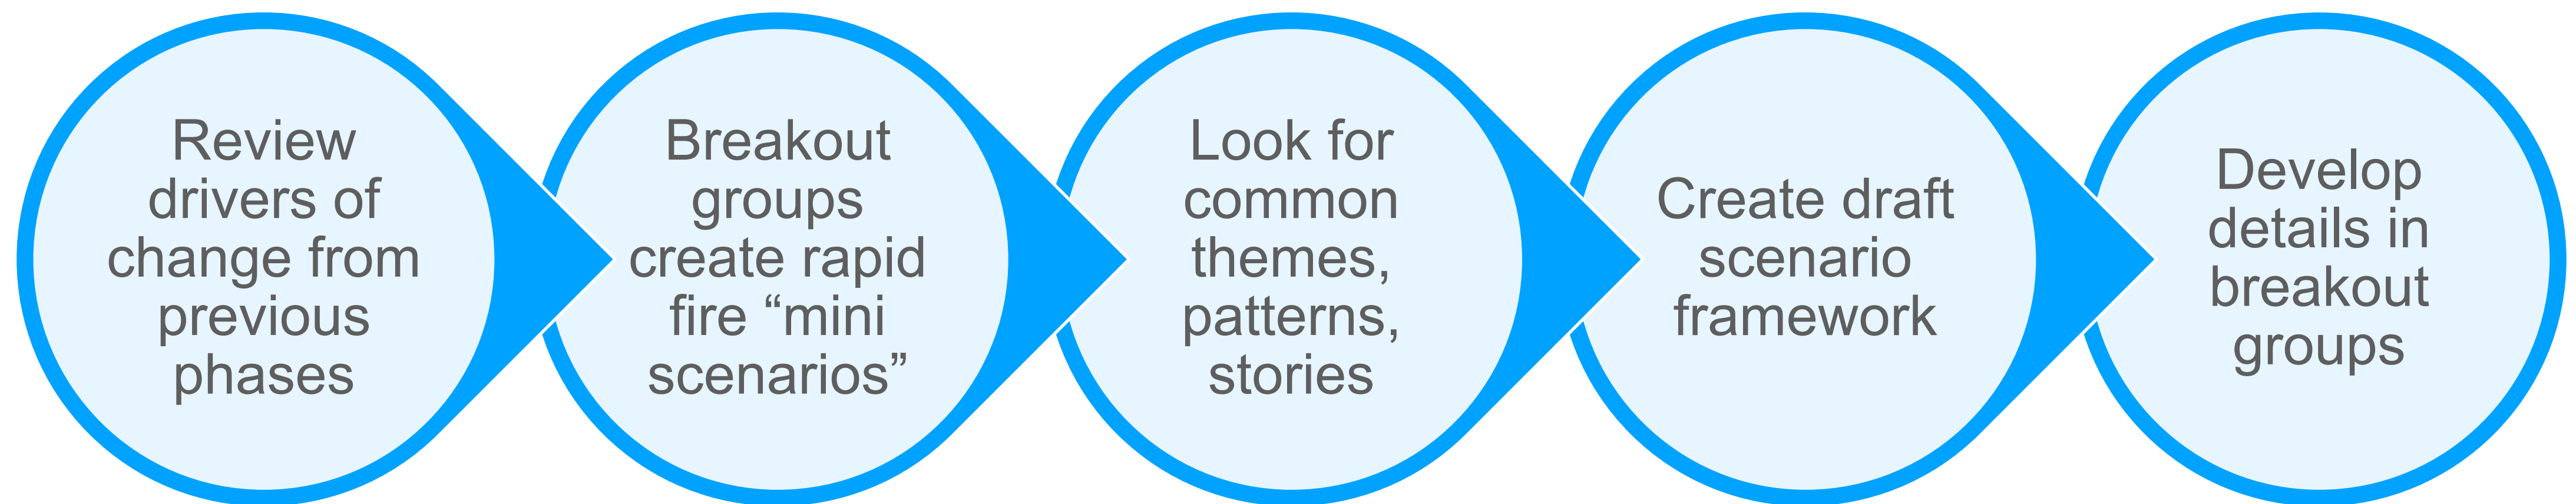 Review
drivers of
change from
previous
phases
Breakout
groups
create rapid
fire “mini
scenarios”
Look for
common
themes,
patterns,
stories
Create draft
scenario
framework
Develop
details in
breakout
groups